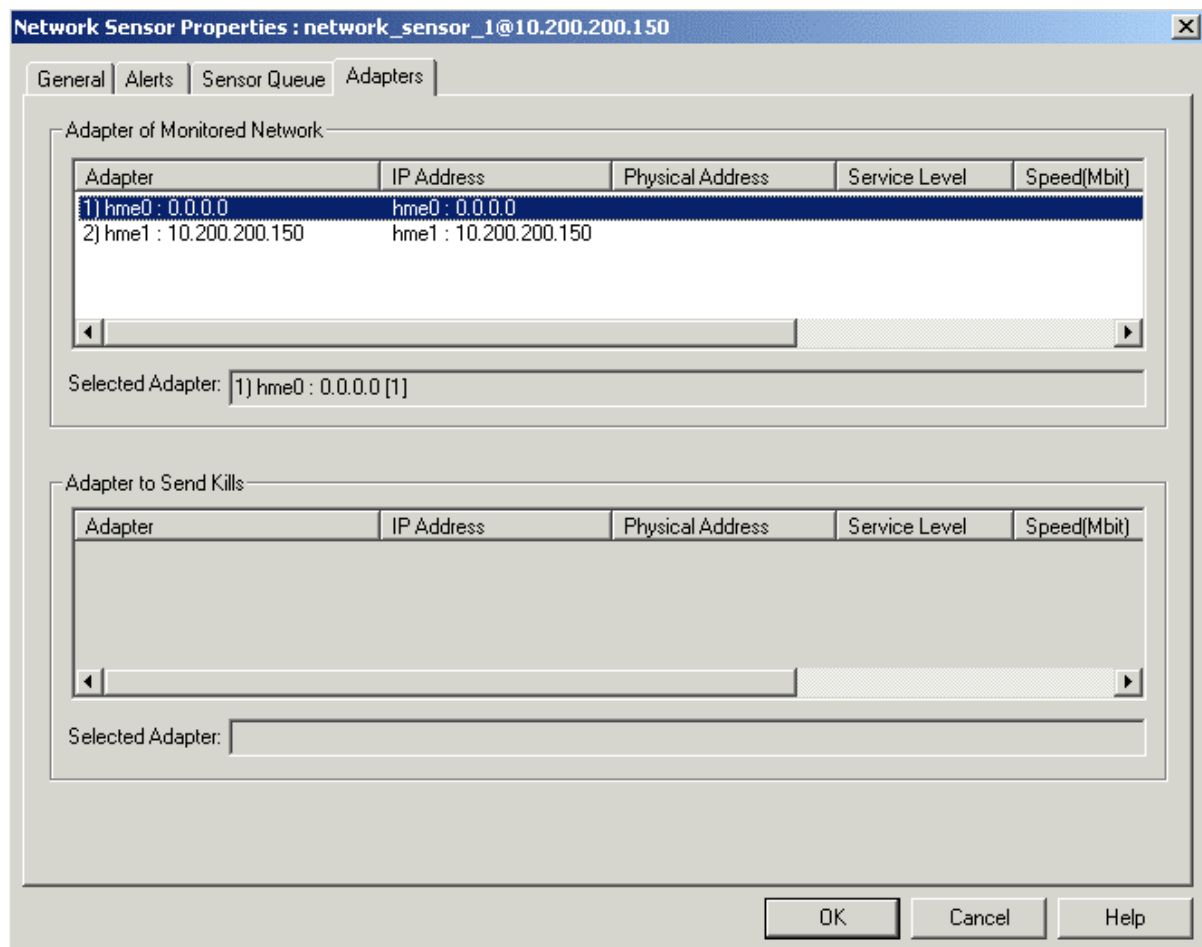 Network Sensor Properties : network_sensor_1@10.200.200.150
General Alerts Sensor Queue Adapters
Adapter of Monitored Network
Adapter IP Address Physical Address Service Level Speed(Mbit)
1) hme0 : 0.0.0.0 hme0 : 0.0.0.0
2) hme1 : 10.200.200.150 hme1 : 10.200.200.150
Selected Adapter: 1) hme0 : 0.0.0.0 [1]
Adapter to Send Kills
Adapter IP Address Physical Address Service Level Speed(Mbit)
Selected Adapter:
OK Cancel Help